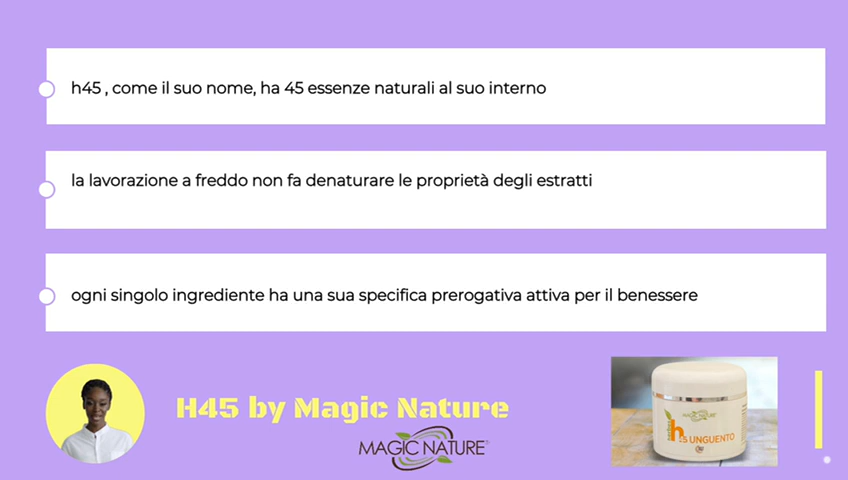 h45 , come il suo nome, ha 45 essenze naturali al suo interno
la lavorazione a freddo non fa denaturare le proprietà degli estratti
ogni singolo ingrediente ha una sua specifica prerogativa attiva per il benessere
H45 by Magic Nature
MAGIC NATURE
MAGIC NATURE
UNGUENTO